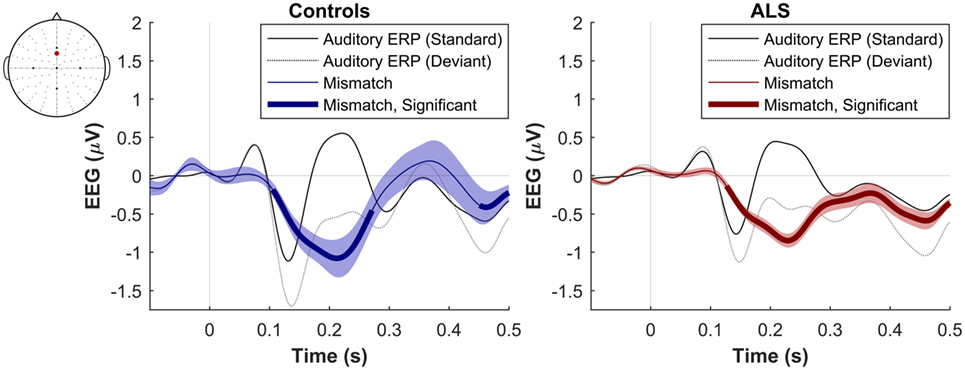 Controls
EEG (μV)
2
1.5
1
0.5
0
-0.5
-1
-1.5
Auditory ERP (Standard)
Auditory ERP (Deviant)
Mismatch
Mismatch, Significant
0 0.1 0.2 0.3 0.4 0.5
Time (s)
ALS
EEG (μV)
2
1.5
1
0.5
0
-0.5
-1
-1.5
Auditory ERP (Standard)
Auditory ERP (Deviant)
Mismatch
Mismatch, Significant
0 0.1 0.2 0.3 0.4 0.5
Time (s)